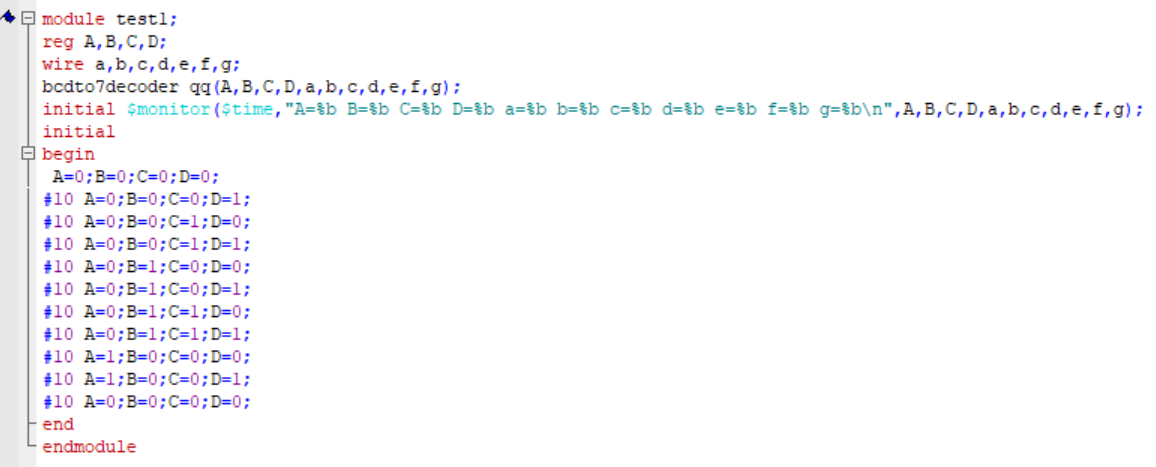 module test1;
reg A,B,C,D;
wire a,b,c,d,e,f,g;
bcdto7decoder qq(A,B,C,D,a,b,c,d,e,f,g);
initial $monitor($time,"A=%b B=%b C=%b D=%b a=%b b=%b c=%b d=%b e=%b f=%b g=%b\n",A,B,C,D,a,b,c,d,e,f,g);
initial
begin
A=0;B=0;C=0;D=0;
#10 A=0;B=0;C=0;D=1;
#10 A=0;B=0;C=1;D=0;
#10 A=0;B=0;C=1;D=1;
#10 A=0;B=1;C=0;D=0;
#10 A=0;B=1;C=0;D=1;
#10 A=0;B=1;C=1;D=0;
#10 A=0;B=1;C=1;D=1;
#10 A=1;B=0;C=0;D=0;
#10 A=1;B=0;C=0;D=1;
#10 A=0;B=0;C=0;D=0;
end
endmodule